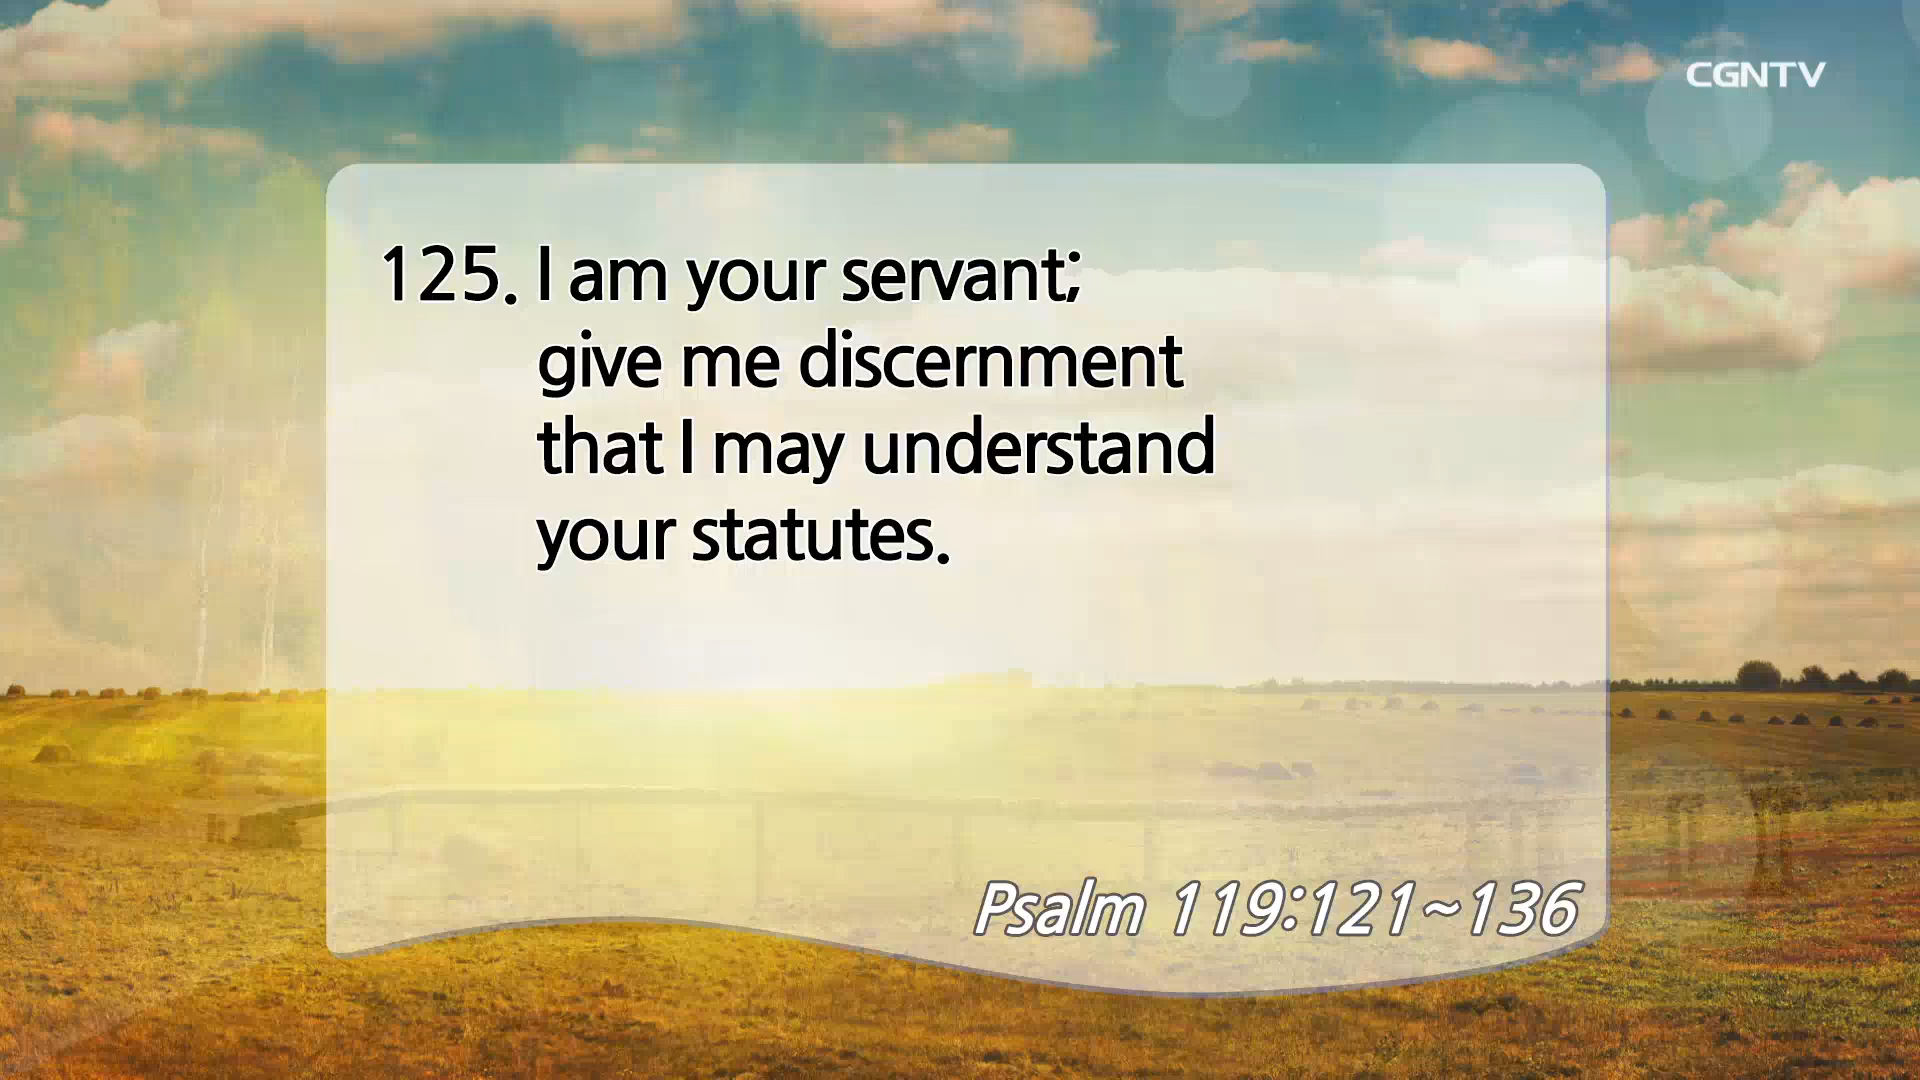 CGNTV
125. I am your servant;
give me discernment
that I may understand
your statutes.
Psalm 119:121~136